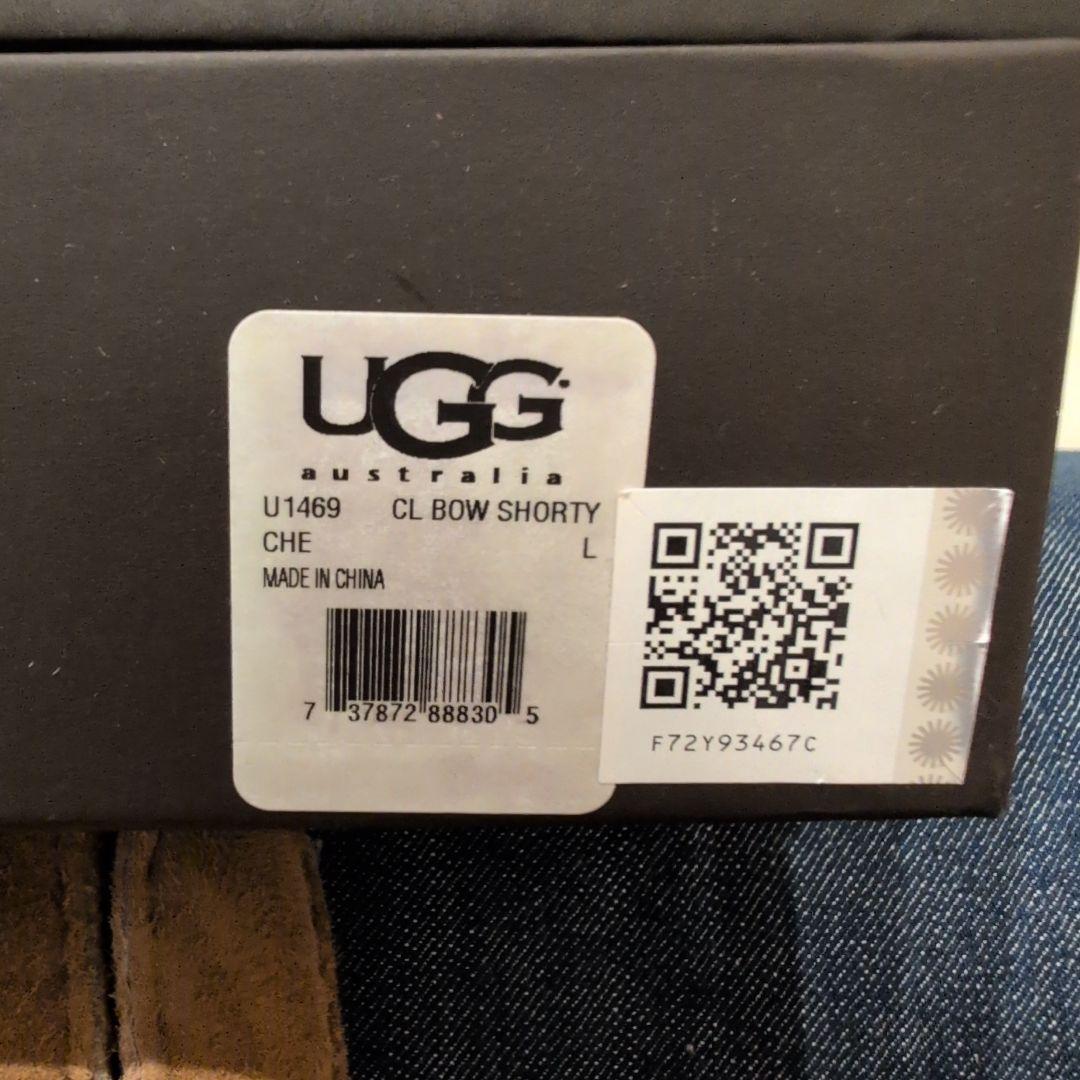 UGG
australia
U1469 CL BOW SHORTY
CHE L
MADE IN CHINA
7 37872 88830 5
F72Y93467C